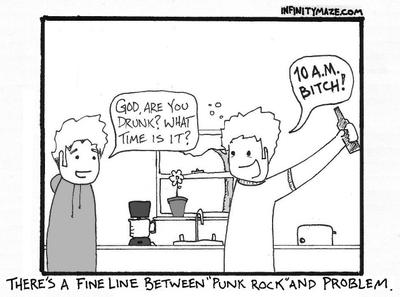 INFINITYMAZE.COM
GOD, ARE YOU
DRUNK? WHAT
TIME IS IT?
10 A.M.
BITCH!
THERE'S A FINE LINE BETWEEN "PUNK ROCK" AND PROBLEM.